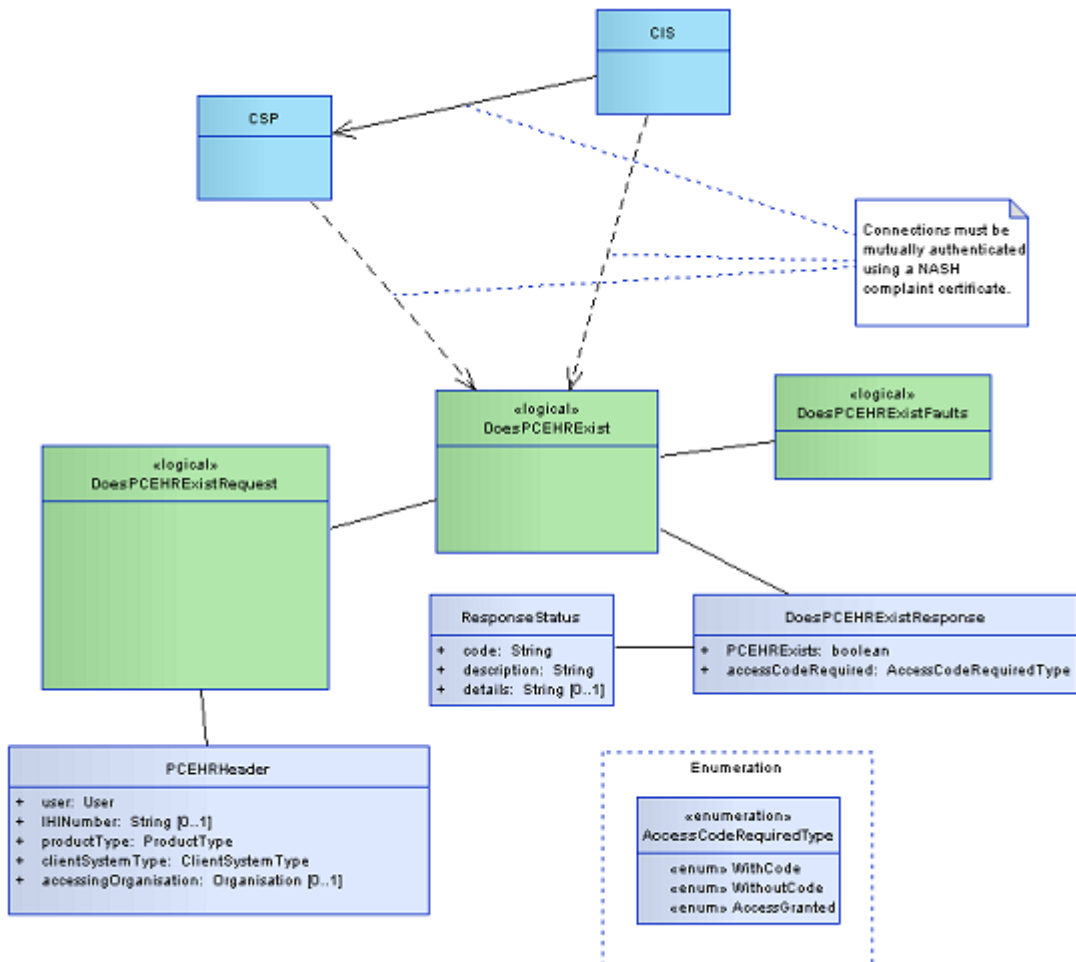 CIS
CSP
Connections must be
mutually authenticated
using a NASH
complaint certificate.
«logical»
DoesPCEHRExist
«logical»
DoesPCEHRExistFaults
«logical»
DoesPCEHRExistRequest
ResponseStatus
+ code: String
+ description: String
+ details: String [0..1]
DoesPCEHRExistResponse
+ PCEHRExists: boolean
+ accessCodeRequired: AccessCodeRequiredType
PCEHRHeader
+ user: User
+ IHINumber: String [0..1]
+ productType: ProductType
+ clientSystemType: ClientSystemType
+ accessingOrganisation: Organisation [0..1]
Enumeration
«enumeration»
AccessCodeRequiredType
«enum» WithCode
«enum» WithoutCode
«enum» AccessGranted